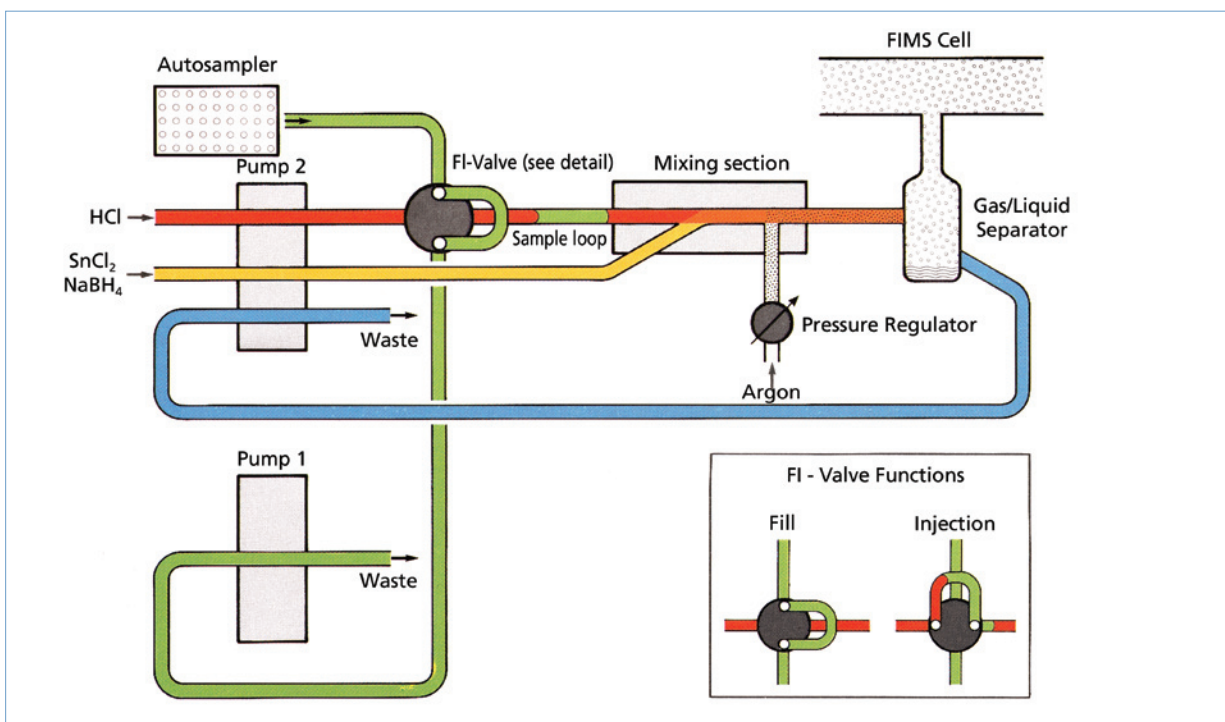 FIMS Cell
Autosampler
Pump 2
FI-Valve (see detail)
Mixing section
HCl
Sample loop
Gas/Liquid
Separator
SnCl₂
NaBH₄
Waste
Pressure Regulator
Argon
Pump 1
Waste
FI - Valve Functions
Fill
Injection